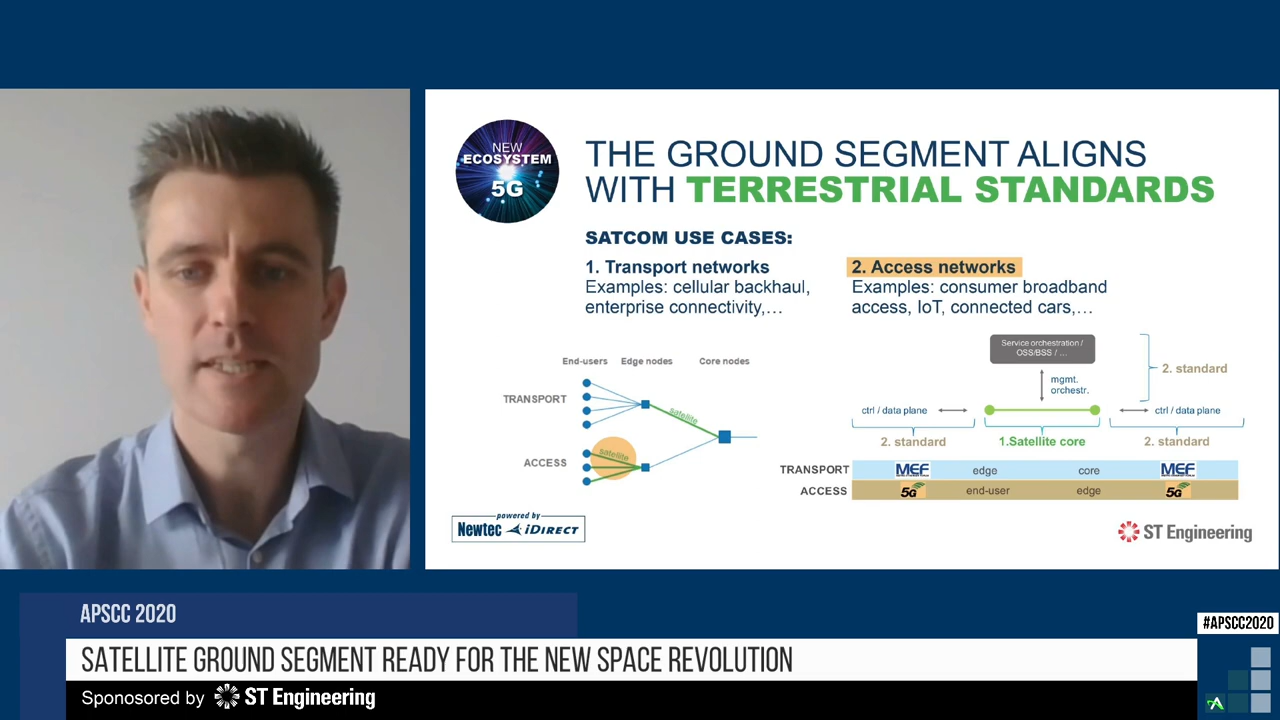 NEW
ECOSYSTEM
5G
THE GROUND SEGMENT ALIGNS
WITH TERRESTRIAL STANDARDS
SATCOM USE CASES:
1. Transport networks
Examples: cellular backhaul,
enterprise connectivity,...
2. Access networks
Examples: consumer broadband
access, IoT, connected cars,...
End-users Edge nodes Core nodes
TRANSPORT
satellite
ACCESS
satellite
Service orchestration /
OSS/BSS / ...
mgmt.
orchestr.
2. standard
ctrl / data plane
ctrl / data plane
2. standard
1.Satellite core
2. standard
TRANSPORT MEF edge core MEF
ACCESS 5G end-user edge 5G
powered by
Newtec iDIRECT
ST Engineering
APSCC 2020
#APSCC2020
SATELLITE GROUND SEGMENT READY FOR THE NEW SPACE REVOLUTION
Sponosored by ST Engineering